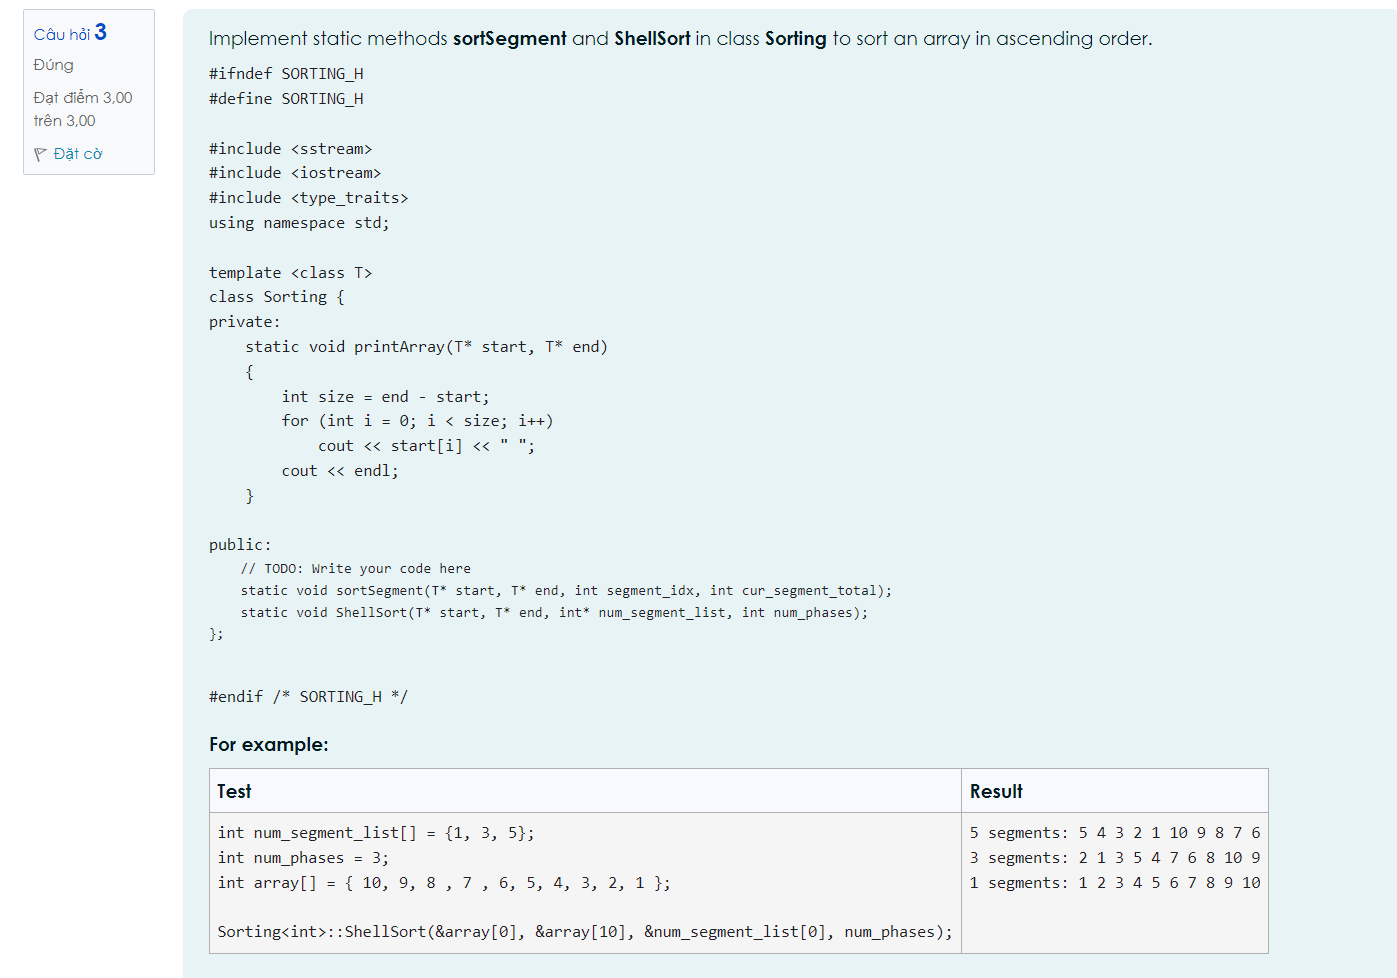 Câu hỏi 3
Đúng
Đạt điểm 3,00
trên 3,00
Đặt cờ
Implement static methods sortSegment and ShellSort in class Sorting to sort an array in ascending order.
#ifndef SORTING_H
#define SORTING_H
#include <sstream>
#include <iostream>
#include <type_traits>
using namespace std;
template <class T>
class Sorting {
private:
    static void printArray(T* start, T* end)
    {
        int size = end - start;
        for (int i = 0; i < size; i++)
            cout << start[i] << " ";
        cout << endl;
    }
public:
    // TODO: Write your code here
    static void sortSegment(T* start, T* end, int segment_idx, int cur_segment_total);
    static void ShellSort(T* start, T* end, int* num_segment_list, int num_phases);
};
#endif /* SORTING_H */
For example:
Test
Result
int num_segment_list[] = {1, 3, 5};
int num_phases = 3;
int array[] = { 10, 9, 8 , 7 , 6, 5, 4, 3, 2, 1 };
Sorting<int>::ShellSort(&array[0], &array[10], &num_segment_list[0], num_phases);
5 segments: 5 4 3 2 1 10 9 8 7 6
3 segments: 2 1 3 5 4 7 6 8 10 9
1 segments: 1 2 3 4 5 6 7 8 9 10